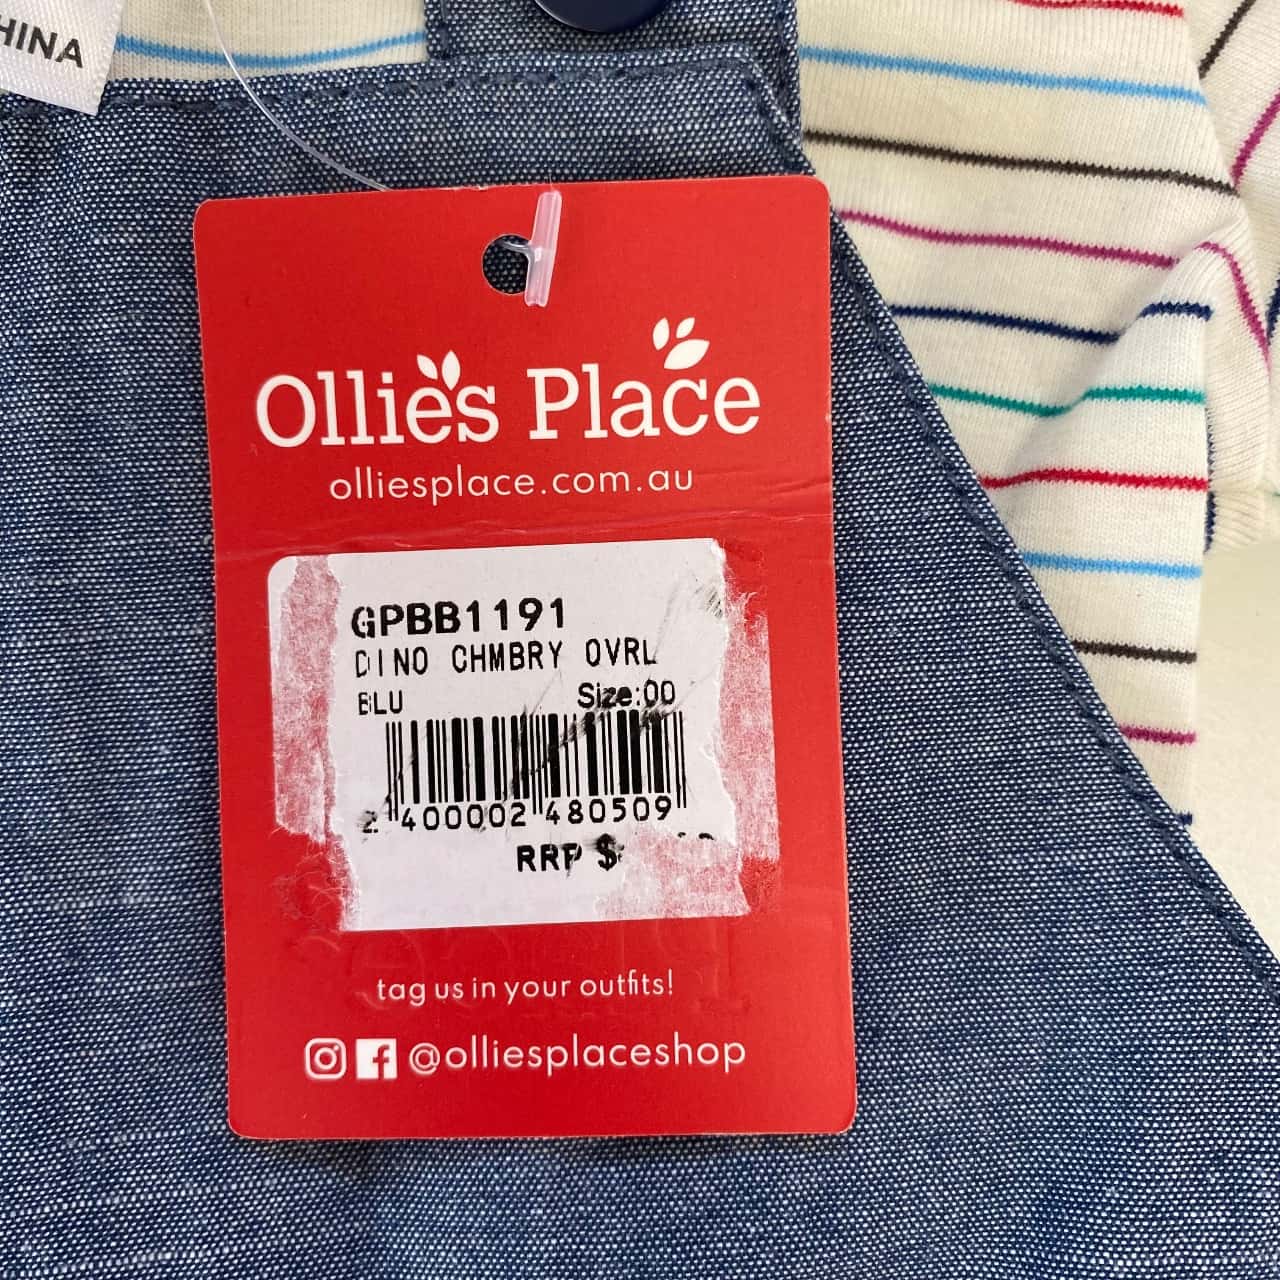 Ollie's Place
olliesplace.com.au
GPBB1191
DINO CHMBRY OVRL
BLU Size:00
2 400002 480509
RRP $
tag us in your outfits!
@olliesplaceshop